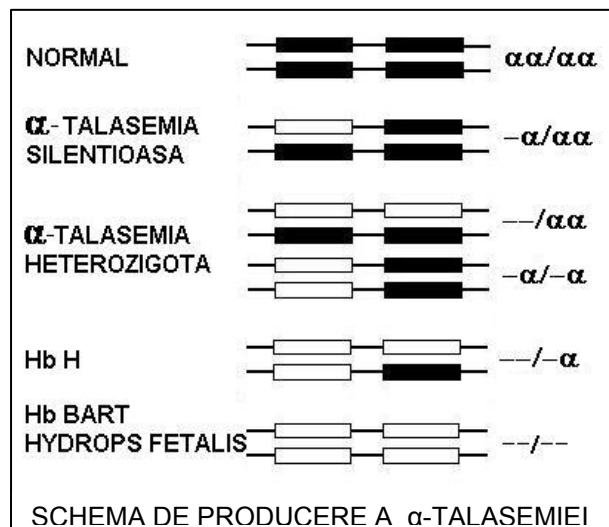 NORMAL αα/αα
α- TALASEMIA
SILENTIOASA -α/αα
--/αα
α-TALASEMIA
HETEROZIGOTA -α/-α
Hb H --/-α
Hb BART
HYDROPS FETALIS --/--
SCHEMA DE PRODUCERE A α-TALASEMIEI